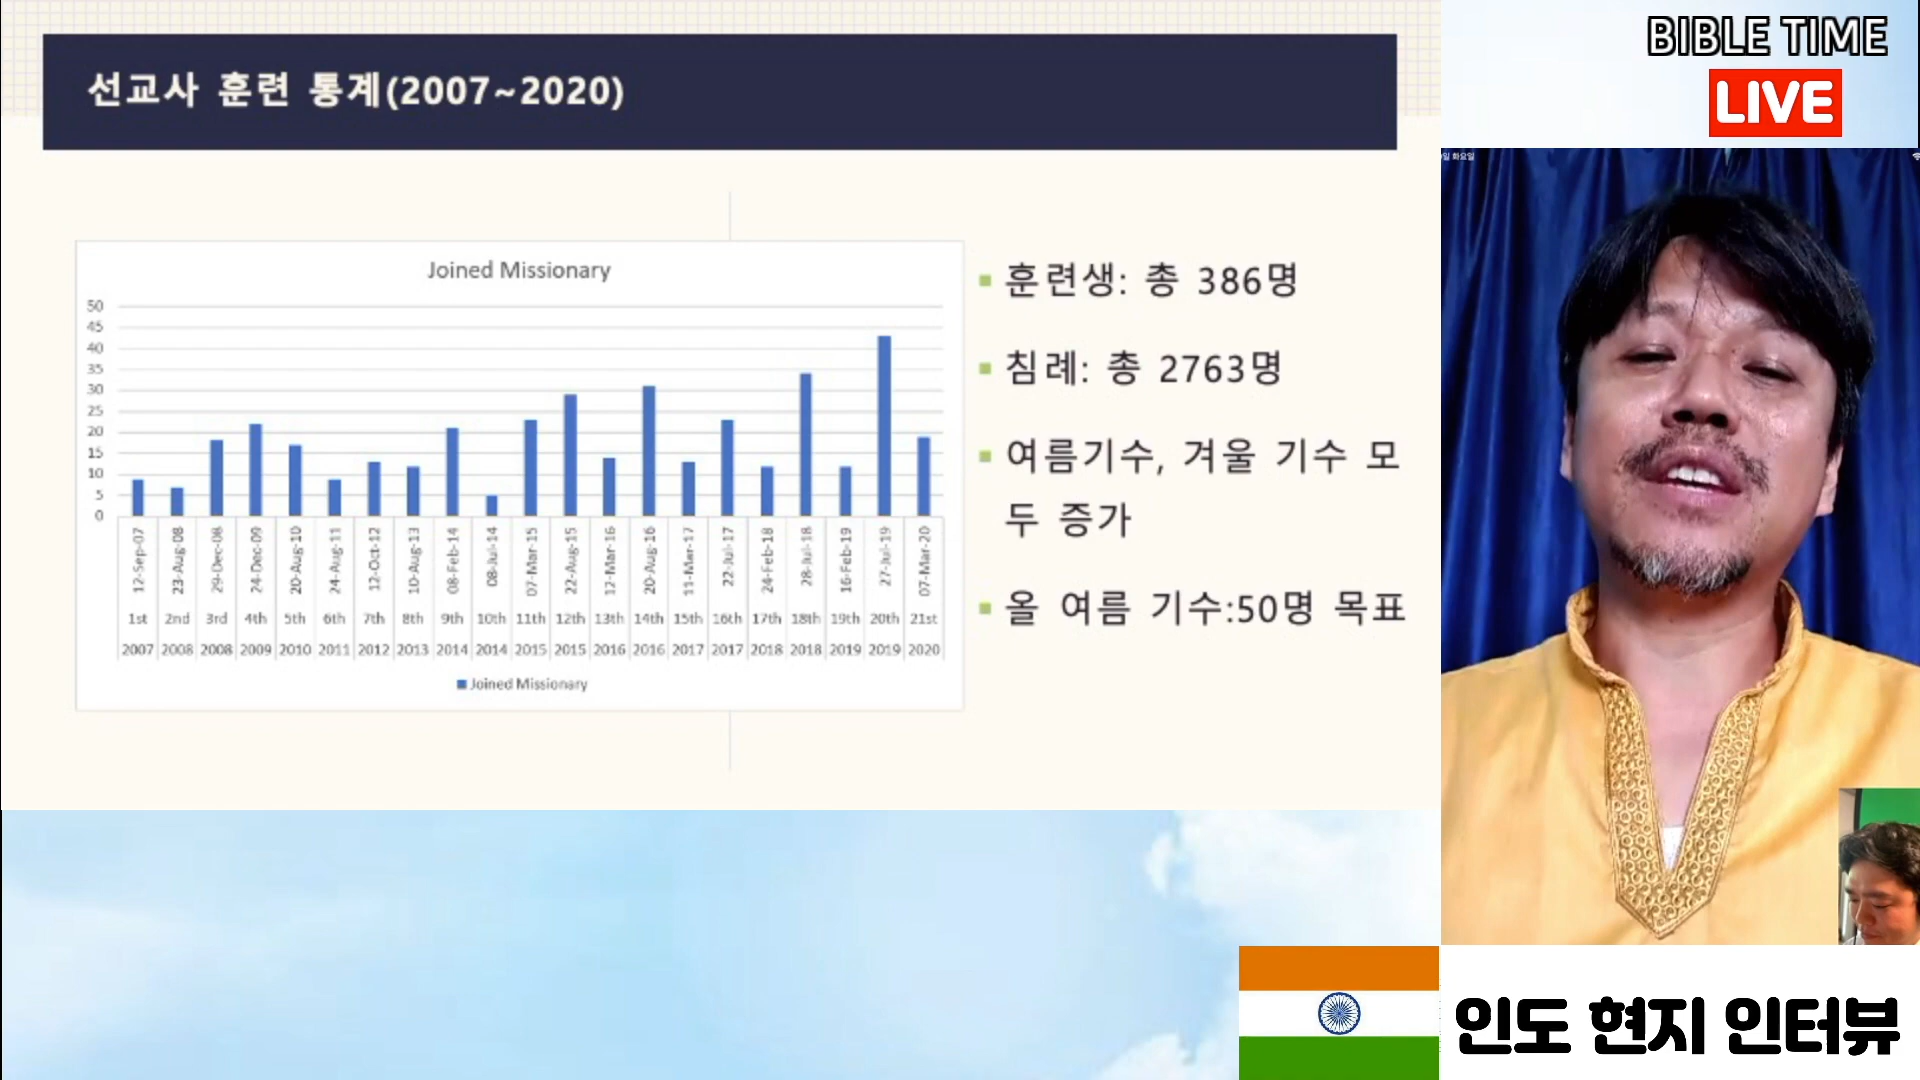 선교사 훈련 통계(2007~2020)
BIBLE TIME
LIVE
일 화요일
Joined Missionary
50
45
40
35
30
25
20
15
10
5
0
12-Sep-07 23-Aug-08 29-Dec-08 24-Dec-09 20-Aug-10 24-Aug-11 12-Oct-12 10-Aug-13 08-Feb-14 08-Jul-14 07-Mar-15 22-Aug-15 12-Mar-16 20-Aug-16 11-Mar-17 22-Jul-17 24-Feb-18 28-Jul-18 16-Feb-19 27-Jul-19 07-Mar-20
1st 2nd 3rd 4th 5th 6th 7th 8th 9th 10th 11th 12th 13th 14th 15th 16th 17th 18th 19th 20th 21st
2007 2008 2008 2009 2010 2011 2012 2013 2014 2014 2015 2015 2016 2016 2017 2017 2018 2018 2019 2019 2020
Joined Missionary
훈련생: 총 386명
침례: 총 2763명
여름기수, 겨울 기수 모
두 증가
올 여름 기수:50명 목표
인도 현지 인터뷰